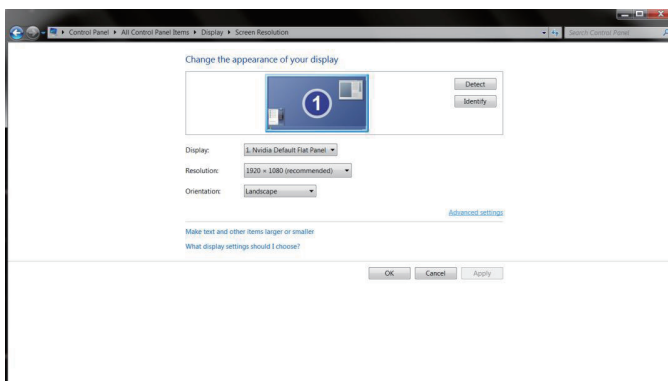 Control Panel ▸ All Control Panel Items ▸ Display ▸ Screen Resolution
Search Control Panel
Change the appearance of your display
1
Detect
Identify
Display: 1. Nvidia Default Flat Panel
Resolution: 1920 × 1080 (recommended)
Orientation: Landscape
Advanced settings
Make text and other items larger or smaller
What display settings should I choose?
OK Cancel Apply